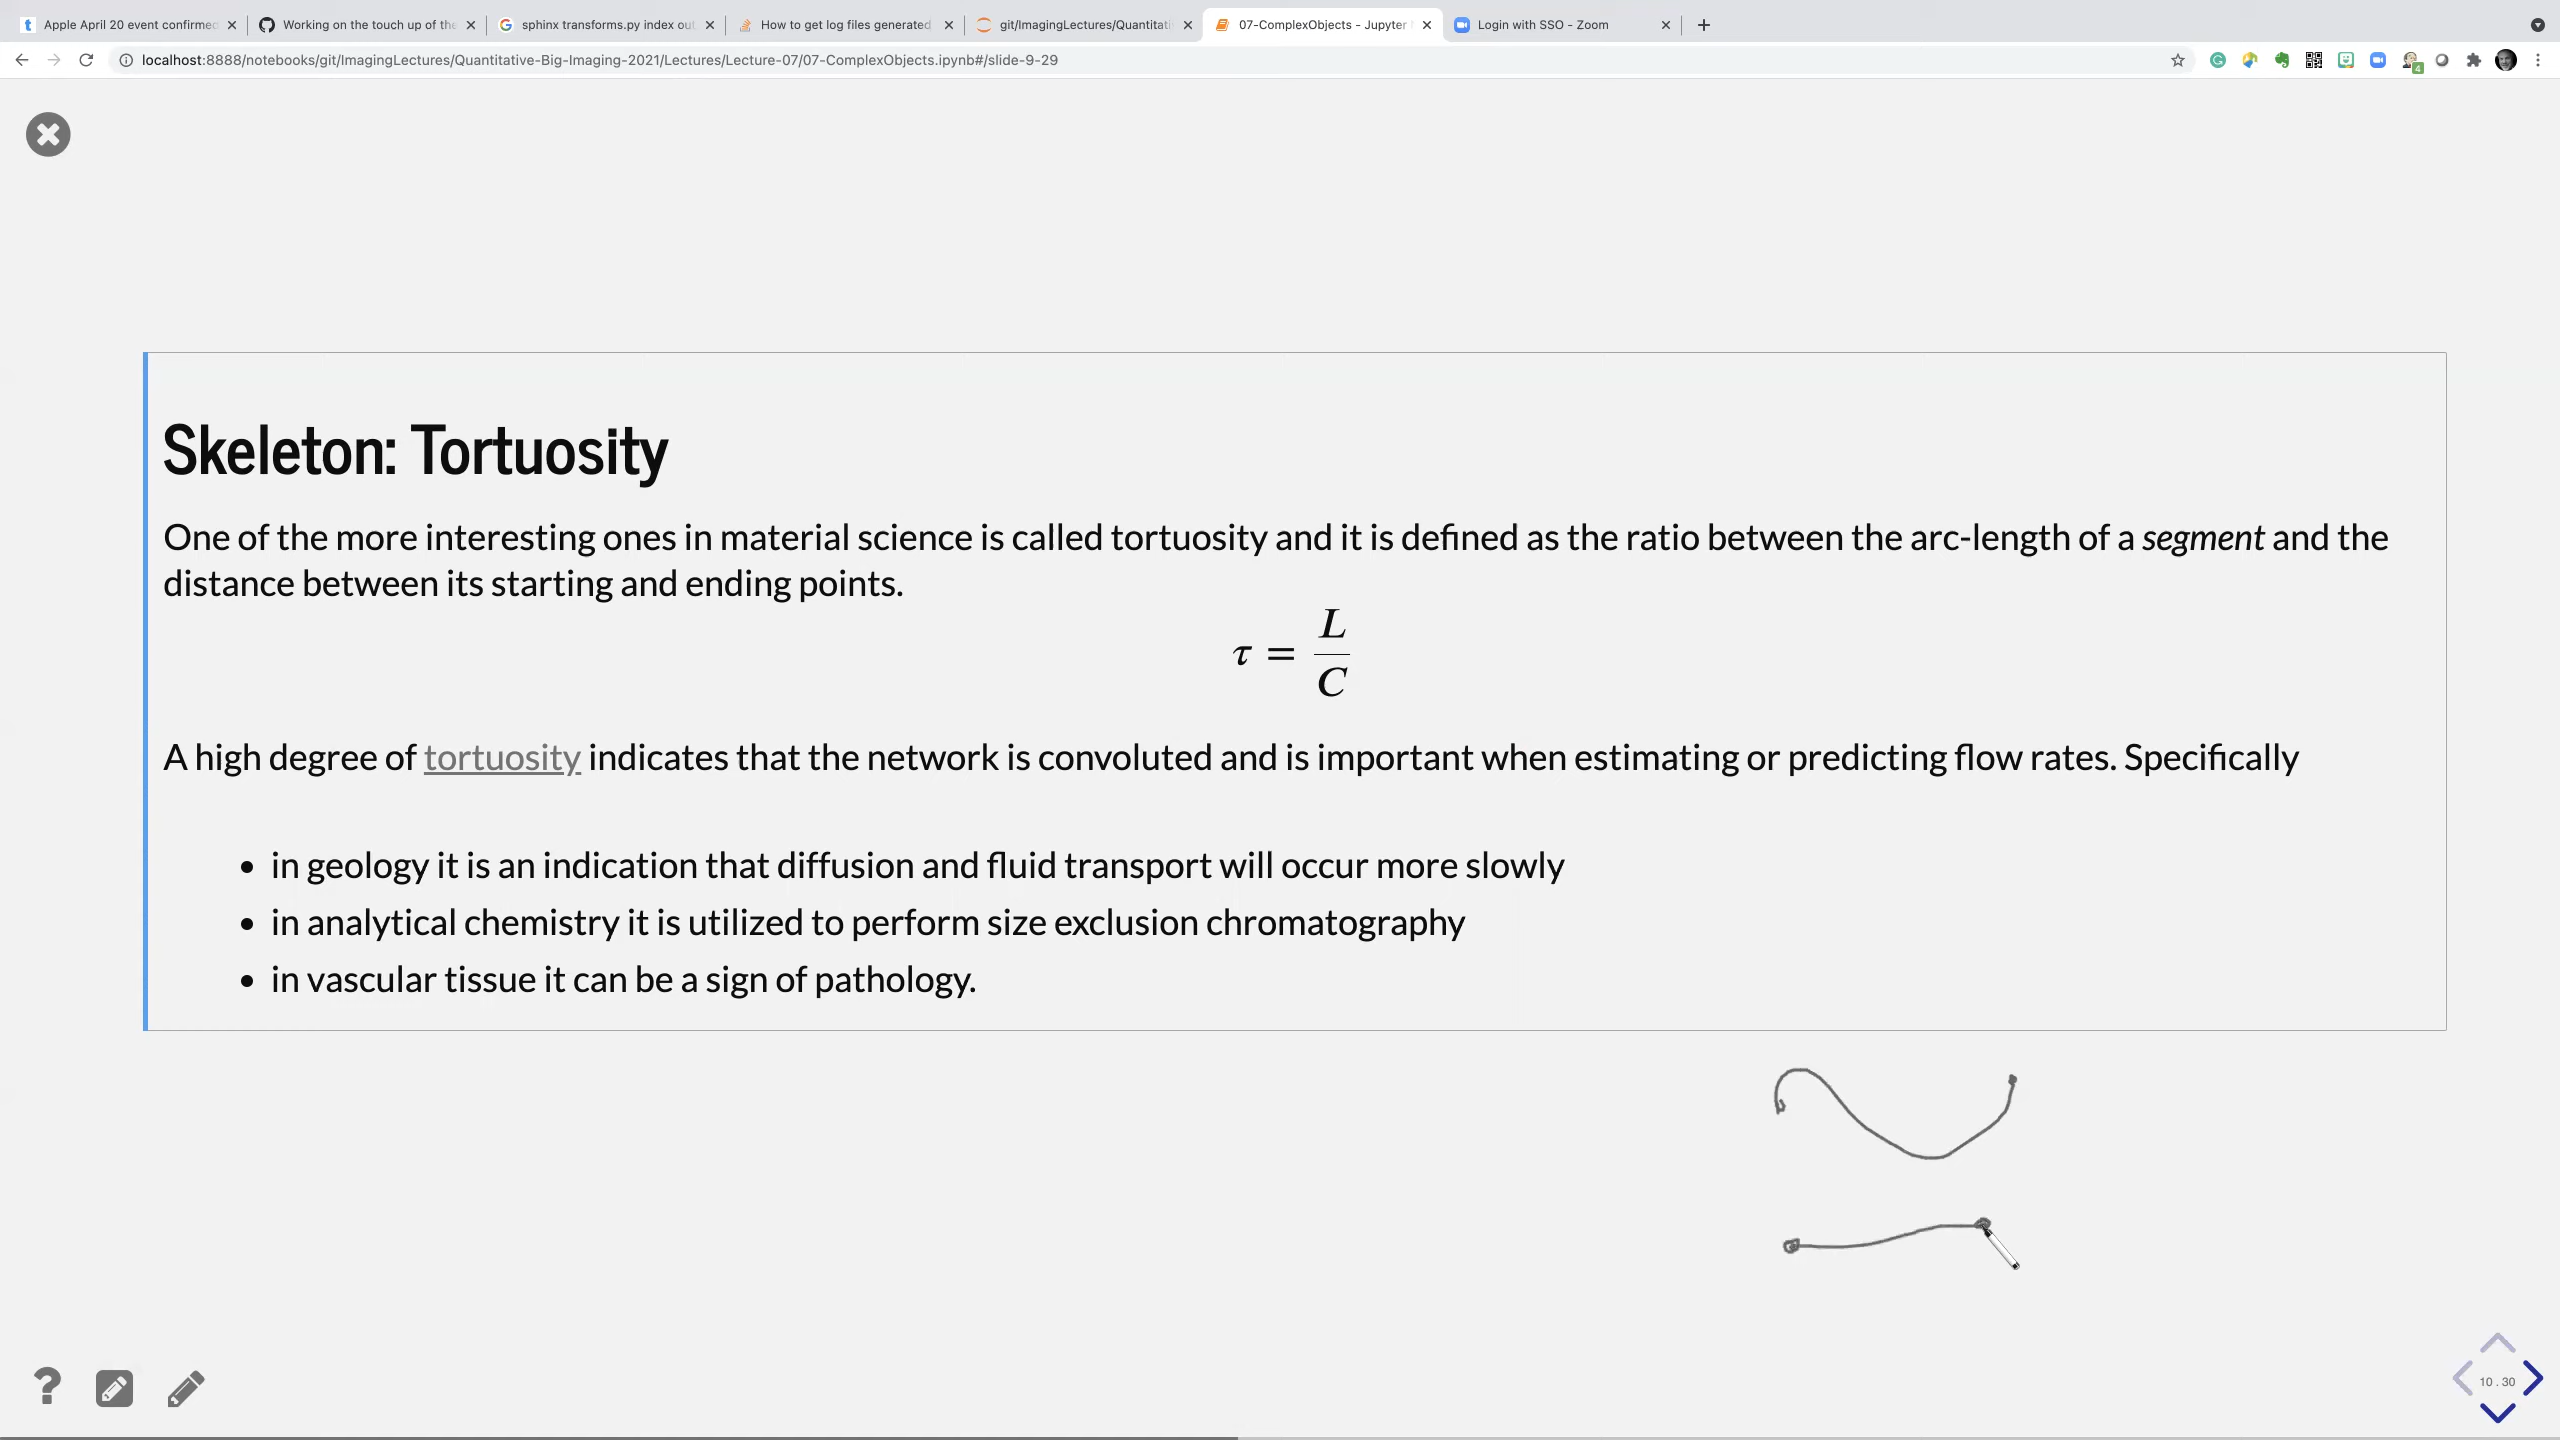 Apple April 20 event confirmed
Working on the touch up of the
sphinx transforms.py index out
How to get log files generated
git/ImagingLectures/Quantitati
07-ComplexObjects - Jupyter
Login with SSO - Zoom
localhost:8888/notebooks/git/ImagingLectures/Quantitative-Big-Imaging-2021/Lectures/Lecture-07/07-ComplexObjects.ipynb#/slide-9-29
4
Skeleton: Tortuosity
One of the more interesting ones in material science is called tortuosity and it is defined as the ratio between the arc-length of a segment and the
distance between its starting and ending points.
τ = L/C
A high degree of tortuosity indicates that the network is convoluted and is important when estimating or predicting flow rates. Specifically
• in geology it is an indication that diffusion and fluid transport will occur more slowly
• in analytical chemistry it is utilized to perform size exclusion chromatography
• in vascular tissue it can be a sign of pathology.
10 . 30